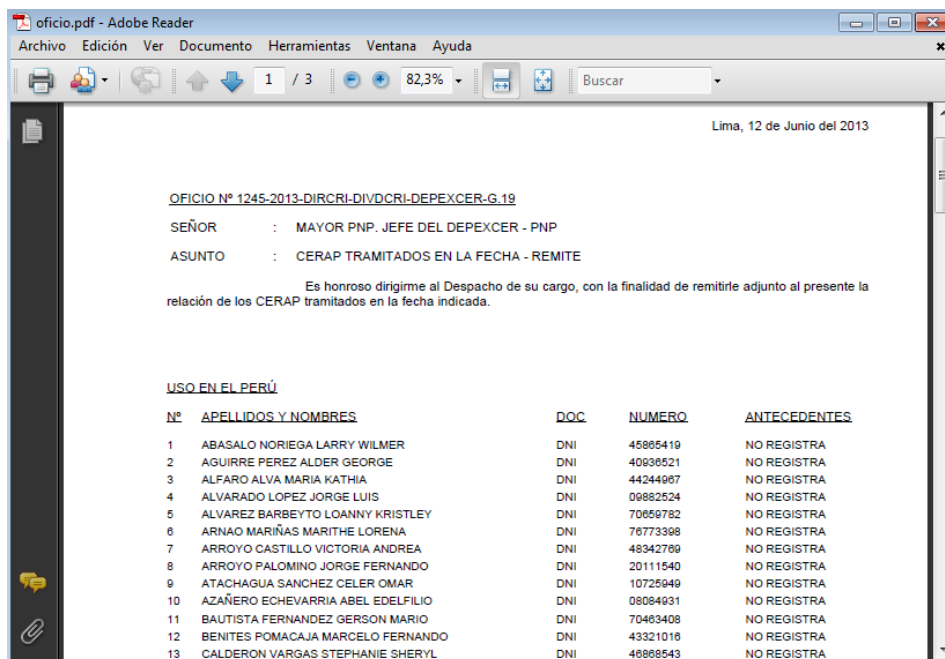 oficio.pdf - Adobe Reader
Archivo Edición Ver Documento Herramientas Ventana Ayuda
1 / 3 82,3% Buscar
Lima, 12 de Junio del 2013
OFICIO Nº 1245-2013-DIRCRI-DIVDCRI-DEPEXCER-G.19
SEÑOR : MAYOR PNP. JEFE DEL DEPEXCER - PNP
ASUNTO : CERAP TRAMITADOS EN LA FECHA - REMITE
Es honroso dirigirme al Despacho de su cargo, con la finalidad de remitirle adjunto al presente la
relación de los CERAP tramitados en la fecha indicada.
USO EN EL PERÚ
Nº APELLIDOS Y NOMBRES DOC NUMERO ANTECEDENTES
1 ABASALO NORIEGA LARRY WILMER DNI 45865419 NO REGISTRA
2 AGUIRRE PEREZ ALDER GEORGE DNI 40936521 NO REGISTRA
3 ALFARO ALVA MARIA KATHIA DNI 44244967 NO REGISTRA
4 ALVARADO LOPEZ JORGE LUIS DNI 09882524 NO REGISTRA
5 ALVAREZ BARBEYTO LOANNY KRISTLEY DNI 70659782 NO REGISTRA
6 ARNAO MARIÑAS MARITHE LORENA DNI 76773398 NO REGISTRA
7 ARROYO CASTILLO VICTORIA ANDREA DNI 48342769 NO REGISTRA
8 ARROYO PALOMINO JORGE FERNANDO DNI 20111540 NO REGISTRA
9 ATACHAGUA SANCHEZ CELER OMAR DNI 10725949 NO REGISTRA
10 AZAÑERO ECHEVARRIA ABEL EDELFILIO DNI 08084931 NO REGISTRA
11 BAUTISTA FERNANDEZ GERSON MARIO DNI 70463408 NO REGISTRA
12 BENITES POMACAJA MARCELO FERNANDO DNI 43321016 NO REGISTRA
13 CALDERON VARGAS STEPHANIE SHERYL DNI 46868543 NO REGISTRA